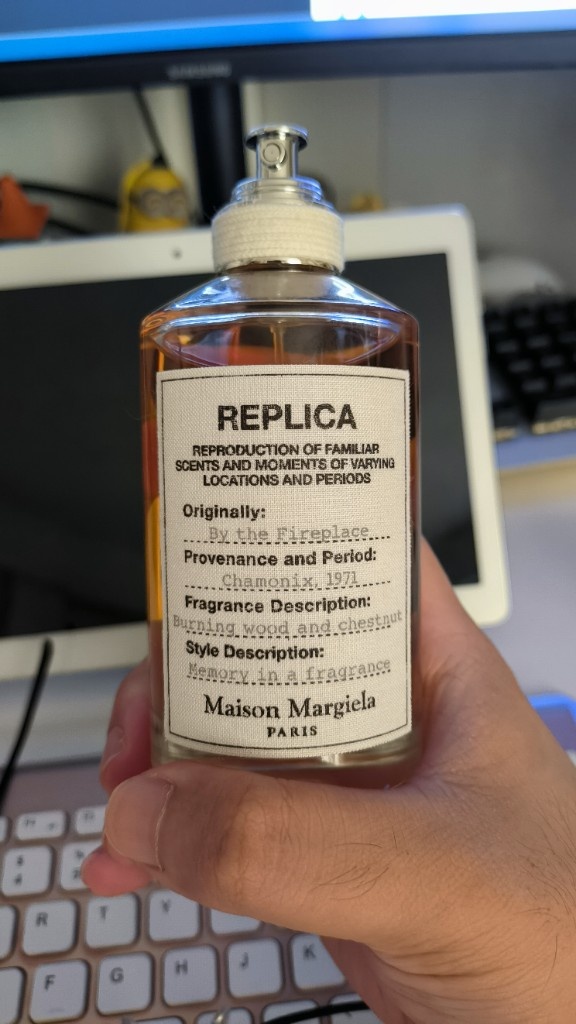 SAMSUNG
REPLICA
REPRODUCTION OF FAMILIAR
SCENTS AND MOMENTS OF VARYING
LOCATIONS AND PERIODS
Originally:
By the Fireplace
Provenance and Period:
Chamonix, 1971
Fragrance Description:
Burning wood and chestnut
Style Description:
Memory in a fragrance
Maison Margiela
PARIS
R
T
Y
F
G
H
J
K